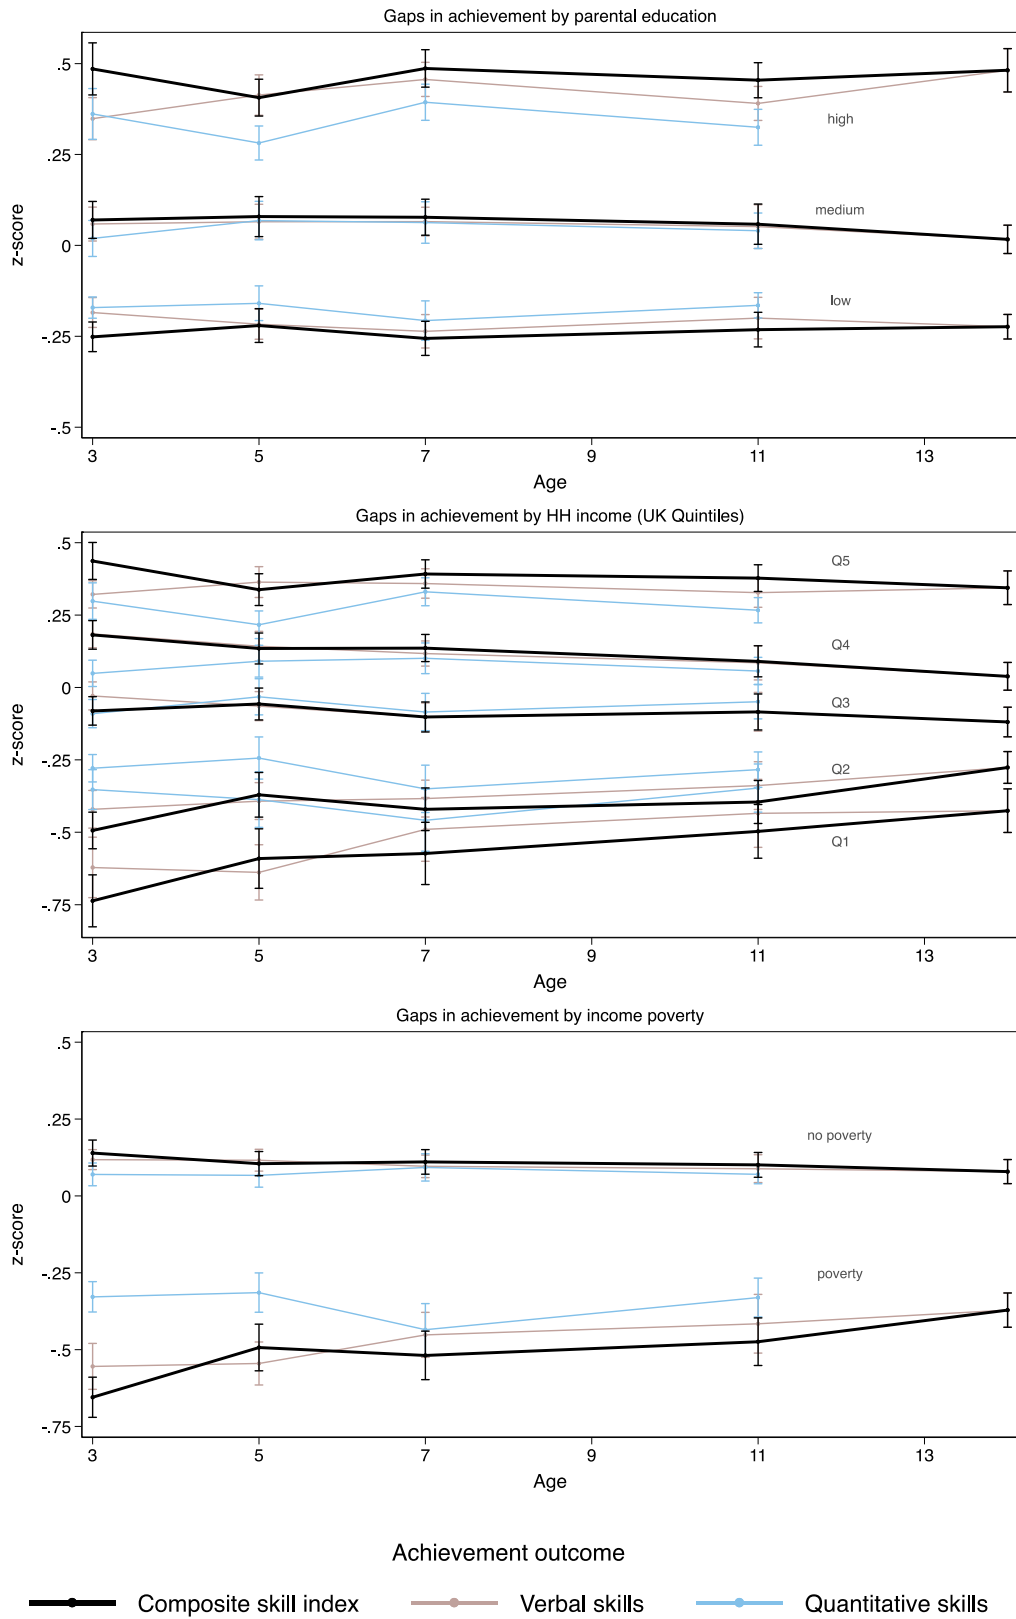 Gaps in achievement by parental education
.5
.25
0
-.25
-.5
z-score
high
medium
low
3 5 7 9 11 13
Age
Gaps in achievement by HH income (UK Quintiles)
.5
.25
0
-.25
-.5
-.75
z-score
Q5
Q4
Q3
Q2
Q1
3 5 7 9 11 13
Age
Gaps in achievement by income poverty
.5
.25
0
-.25
-.5
-.75
z-score
no poverty
poverty
3 5 7 9 11 13
Age
Achievement outcome
Composite skill index Verbal skills Quantitative skills